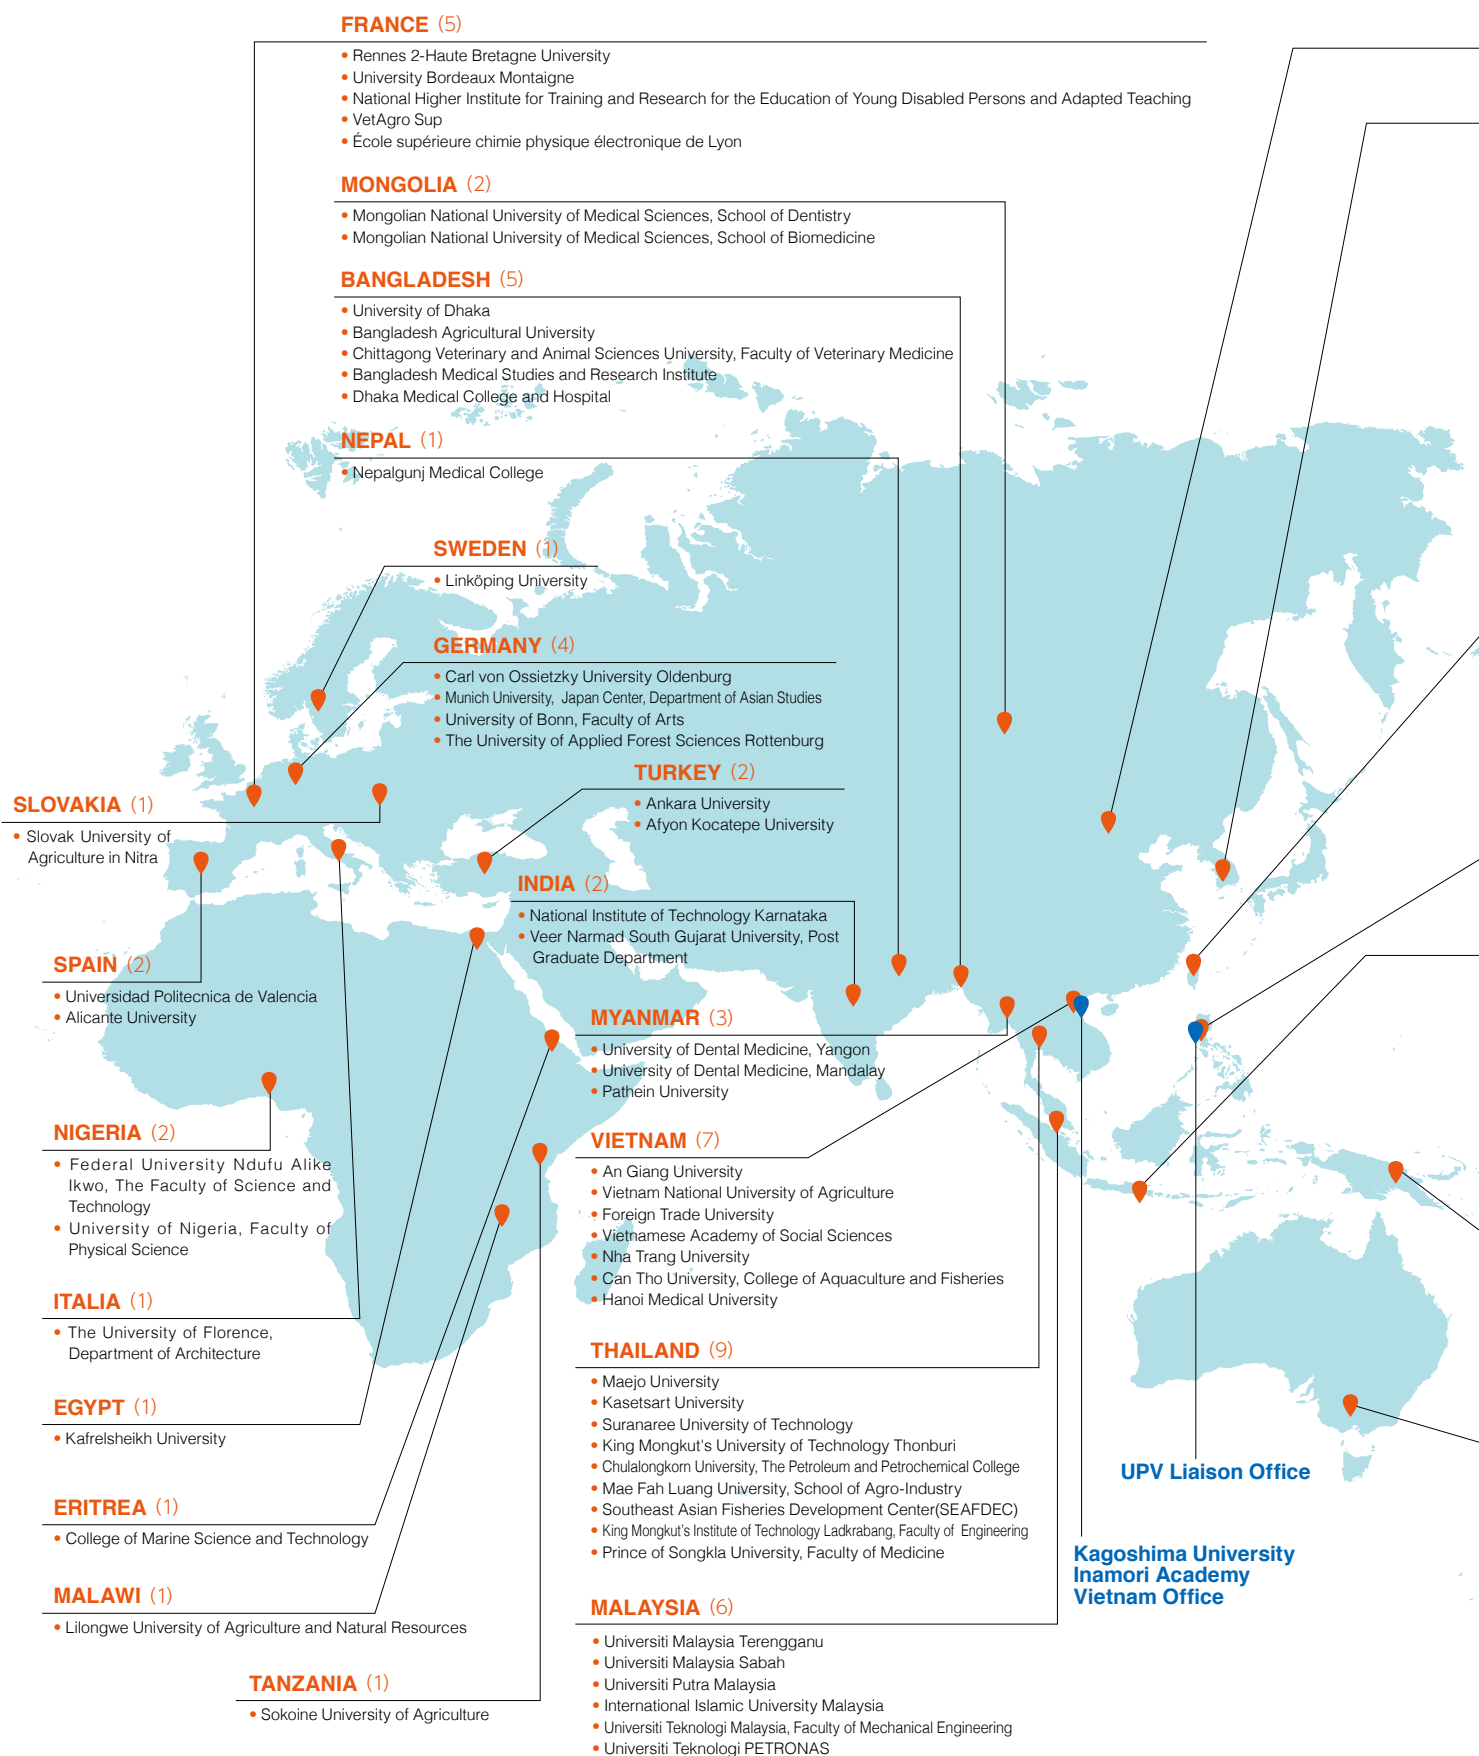 FRANCE (5)
• Rennes 2-Haute Bretagne University
• University Bordeaux Montaigne
• National Higher Institute for Training and Research for the Education of Young Disabled Persons and Adapted Teaching
• VetAgro Sup
• École supérieure chimie physique électronique de Lyon
MONGOLIA (2)
• Mongolian National University of Medical Sciences, School of Dentistry
• Mongolian National University of Medical Sciences, School of Biomedicine
BANGLADESH (5)
• University of Dhaka
• Bangladesh Agricultural University
• Chittagong Veterinary and Animal Sciences University, Faculty of Veterinary Medicine
• Bangladesh Medical Studies and Research Institute
• Dhaka Medical College and Hospital
NEPAL (1)
• Nepalgunj Medical College
SWEDEN (1)
• Linköping University
GERMANY (4)
• Carl von Ossietzky University Oldenburg
• Munich University, Japan Center, Department of Asian Studies
• University of Bonn, Faculty of Arts
• The University of Applied Forest Sciences Rottenburg
TURKEY (2)
• Ankara University
• Afyon Kocatepe University
SLOVAKIA (1)
• Slovak University of
Agriculture in Nitra
INDIA (2)
• National Institute of Technology Karnataka
• Veer Narmad South Gujarat University, Post
Graduate Department
SPAIN (2)
• Universidad Politecnica de Valencia
• Alicante University
MYANMAR (3)
• University of Dental Medicine, Yangon
• University of Dental Medicine, Mandalay
• Pathein University
NIGERIA (2)
• Federal University Ndufu Alike
Ikwo, The Faculty of Science and
Technology
• University of Nigeria, Faculty of
Physical Science
VIETNAM (7)
• An Giang University
• Vietnam National University of Agriculture
• Foreign Trade University
• Vietnamese Academy of Social Sciences
• Nha Trang University
• Can Tho University, College of Aquaculture and Fisheries
• Hanoi Medical University
ITALIA (1)
• The University of Florence,
Department of Architecture
THAILAND (9)
• Maejo University
• Kasetsart University
• Suranaree University of Technology
• King Mongkut's University of Technology Thonburi
• Chulalongkorn University, The Petroleum and Petrochemical College
• Mae Fah Luang University, School of Agro-Industry
• Southeast Asian Fisheries Development Center(SEAFDEC)
• King Mongkut's Institute of Technology Ladkrabang, Faculty of Engineering
• Prince of Songkla University, Faculty of Medicine
EGYPT (1)
• Kafrelsheikh University
UPV Liaison Office
ERITREA (1)
• College of Marine Science and Technology
Kagoshima University
Inamori Academy
Vietnam Office
MALAWI (1)
• Lilongwe University of Agriculture and Natural Resources
MALAYSIA (6)
• Universiti Malaysia Terengganu
• Universiti Malaysia Sabah
• Universiti Putra Malaysia
• International Islamic University Malaysia
• Universiti Teknologi Malaysia, Faculty of Mechanical Engineering
• Universiti Teknologi PETRONAS
TANZANIA (1)
• Sokoine University of Agriculture